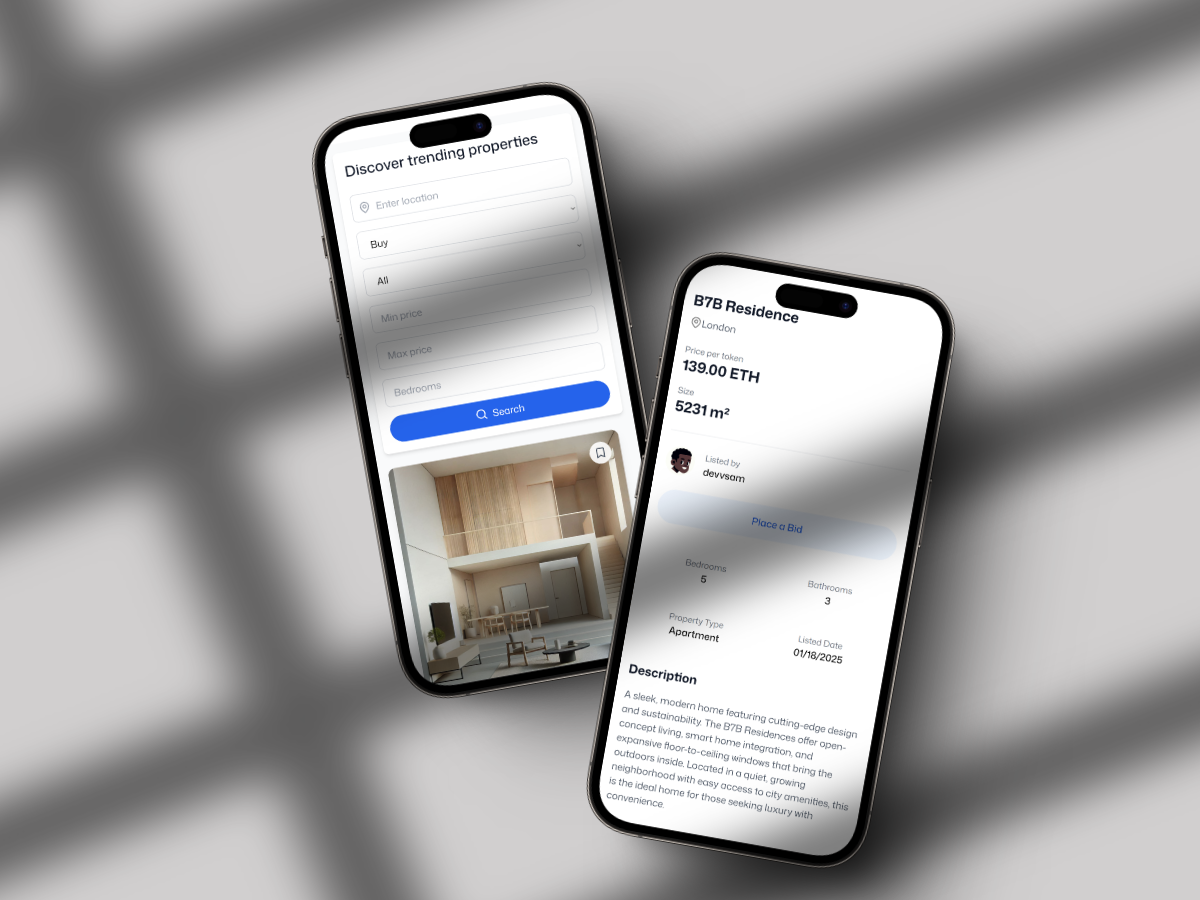 Discover trending properties
Enter location
Buy
All
Min price
Max price
Bedrooms
Search
B7B Residence
London
Price per token
139.00 ETH
Size
5231 m²
Listed by
devvsam
Place a Bid
Bedrooms
5
Bathrooms
3
Property Type
Apartment
Listed Date
01/18/2025
Description
A sleek, modern home featuring cutting-edge design
and sustainability. The B7B Residences offer open-
concept living, smart home integration, and
expansive floor-to-ceiling windows that bring the
outdoors inside. Located in a quiet, growing
neighborhood with easy access to city amenities, this
is the ideal home for those seeking luxury with
convenience.